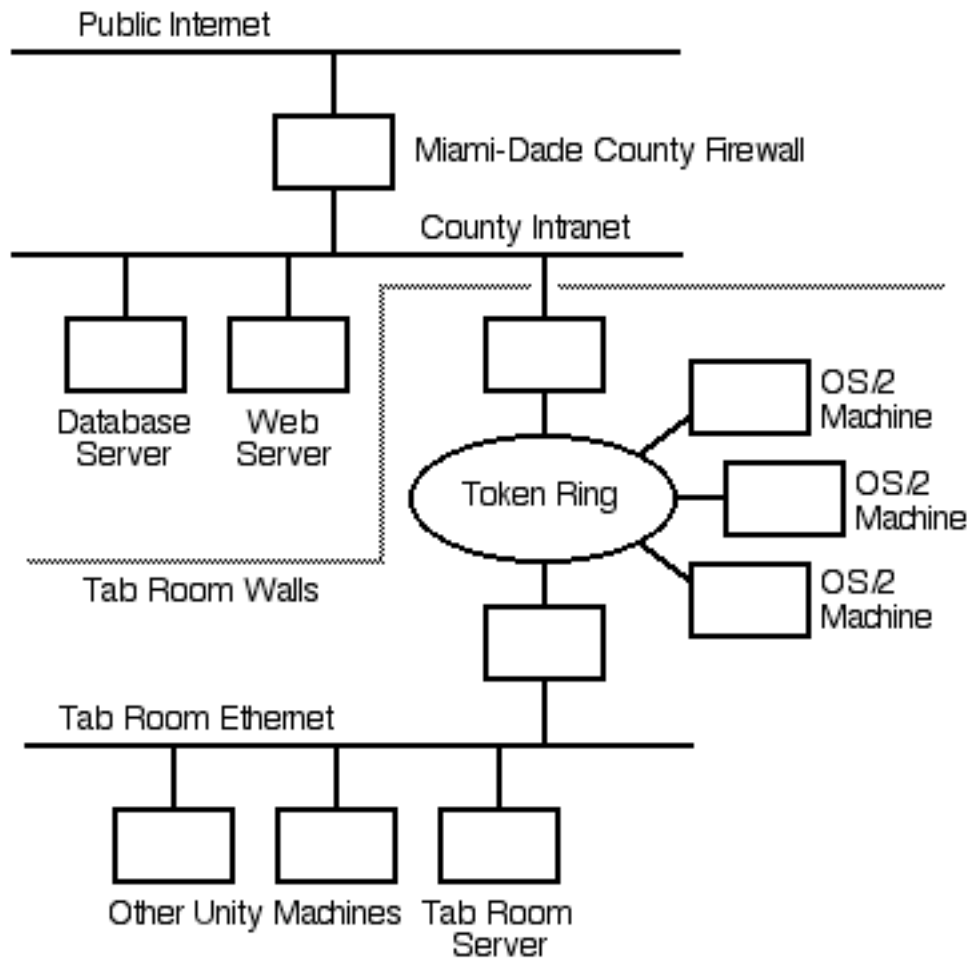 Public Internet
Miami-Dade County Firewall
County Intranet
Database
Server
Web
Server
OS/2
Machine
Token Ring
OS/2
Machine
OS/2
Machine
Tab Room Walls
Tab Room Ethernet
Other Unity Machines
Tab Room
Server